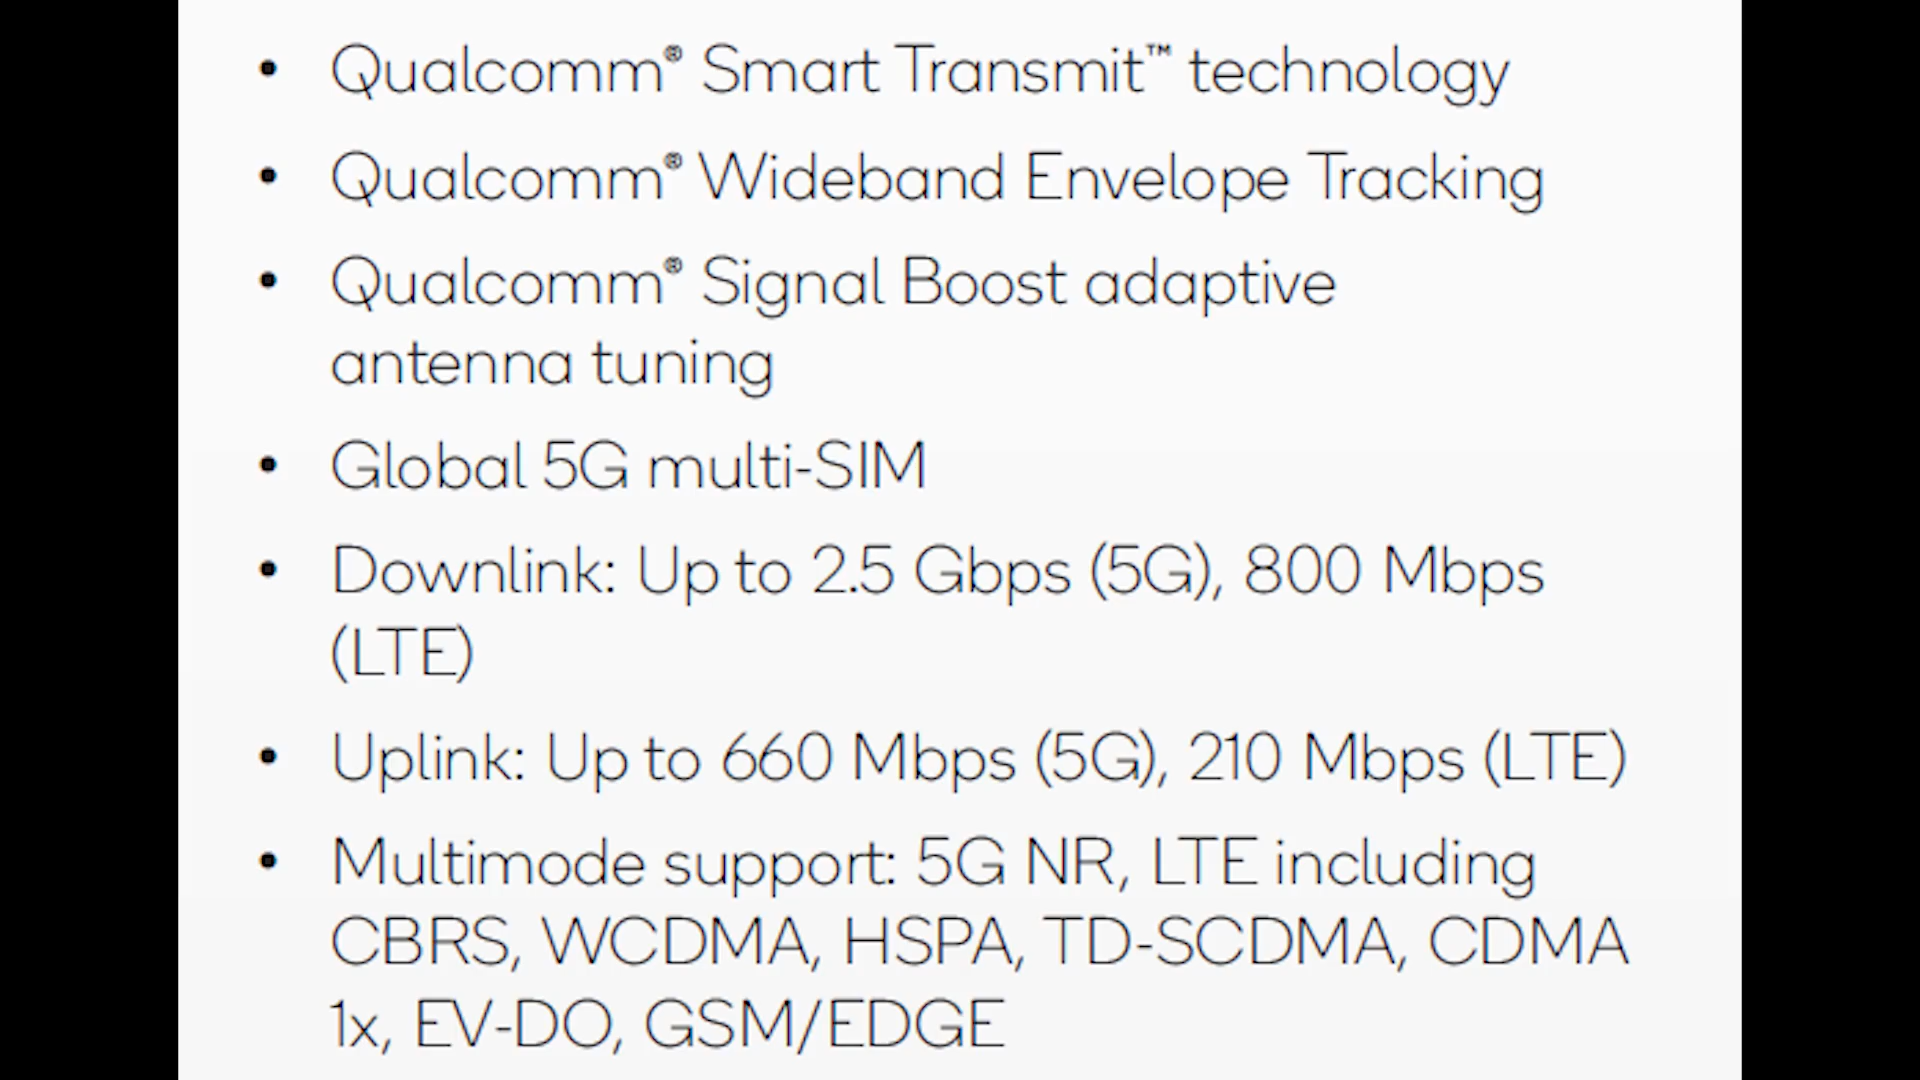 • Qualcomm® Smart Transmit™ technology
• Qualcomm® Wideband Envelope Tracking
• Qualcomm® Signal Boost adaptive
antenna tuning
• Global 5G multi-SIM
• Downlink: Up to 2.5 Gbps (5G), 800 Mbps
(LTE)
• Uplink: Up to 660 Mbps (5G), 210 Mbps (LTE)
• Multimode support: 5G NR, LTE including
CBRS, WCDMA, HSPA, TD-SCDMA, CDMA
1x, EV-DO, GSM/EDGE